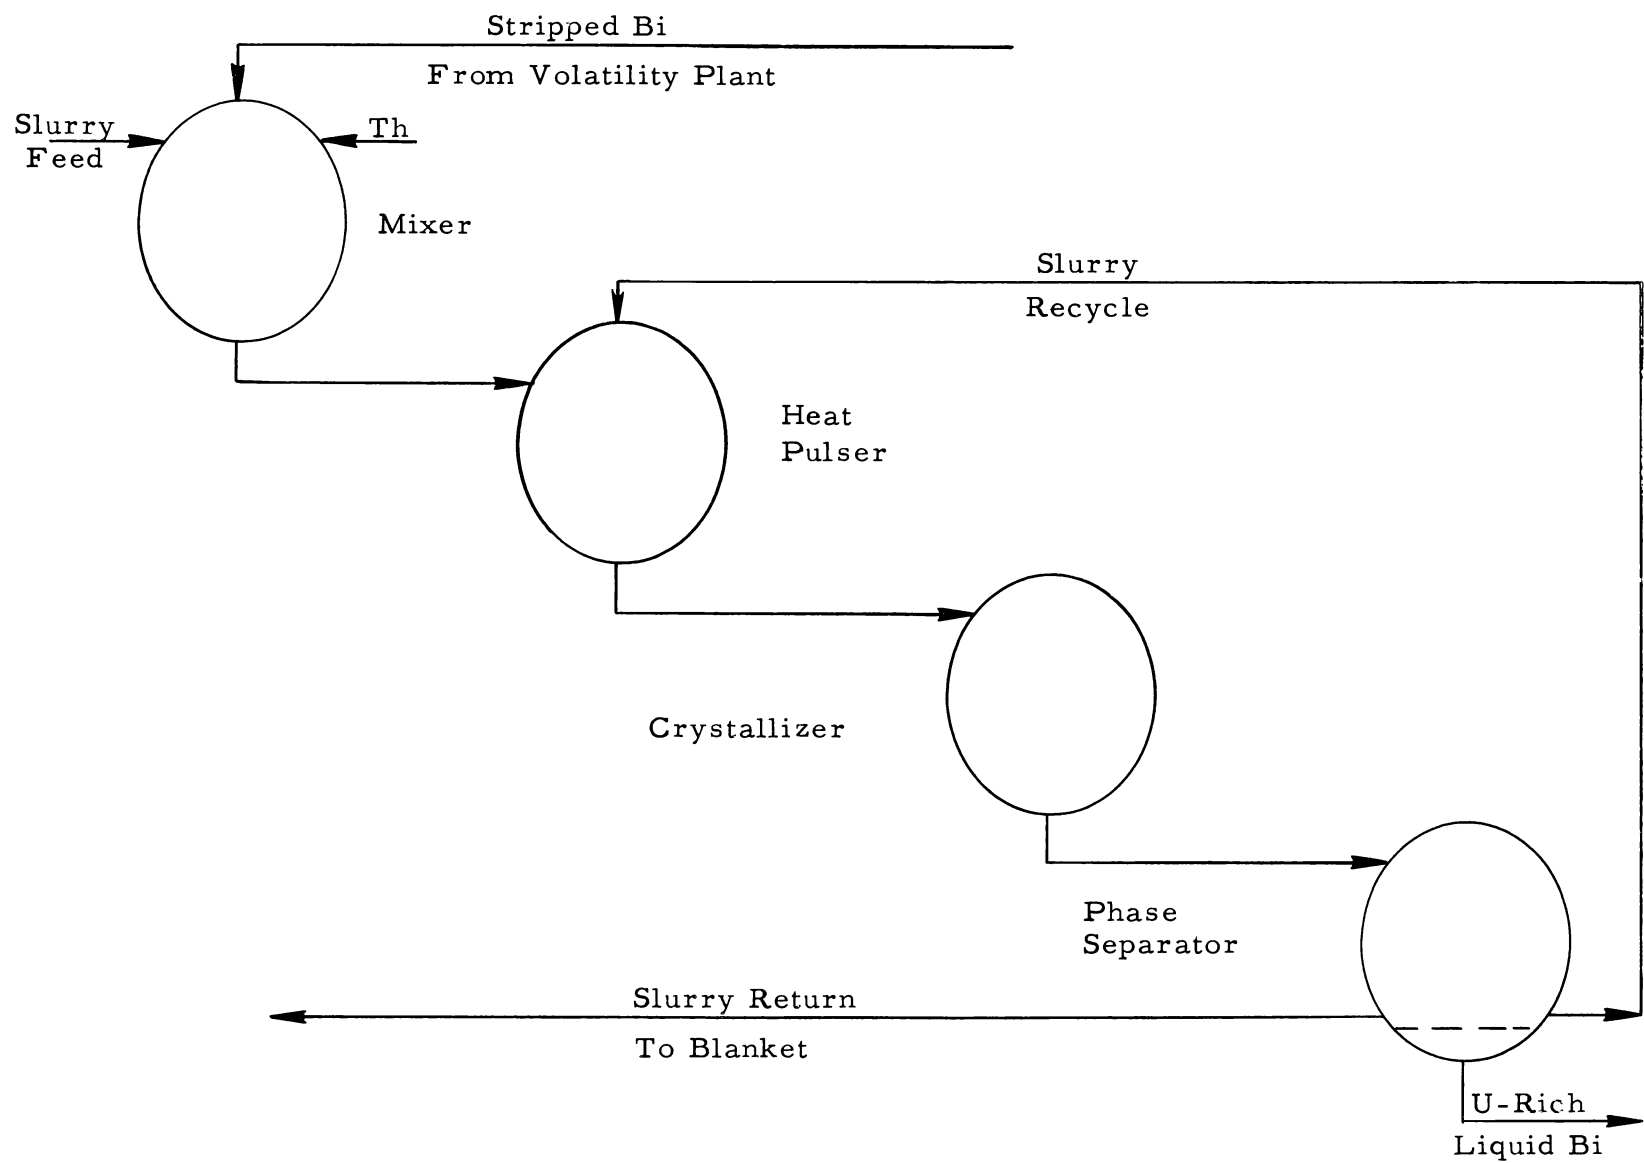 Stripped Bi
From Volatility Plant
Slurry
Feed
Th
Mixer
Slurry
Recycle
Heat
Pulser
Crystallizer
Phase
Separator
Slurry Return
To Blanket
U-Rich
Liquid Bi